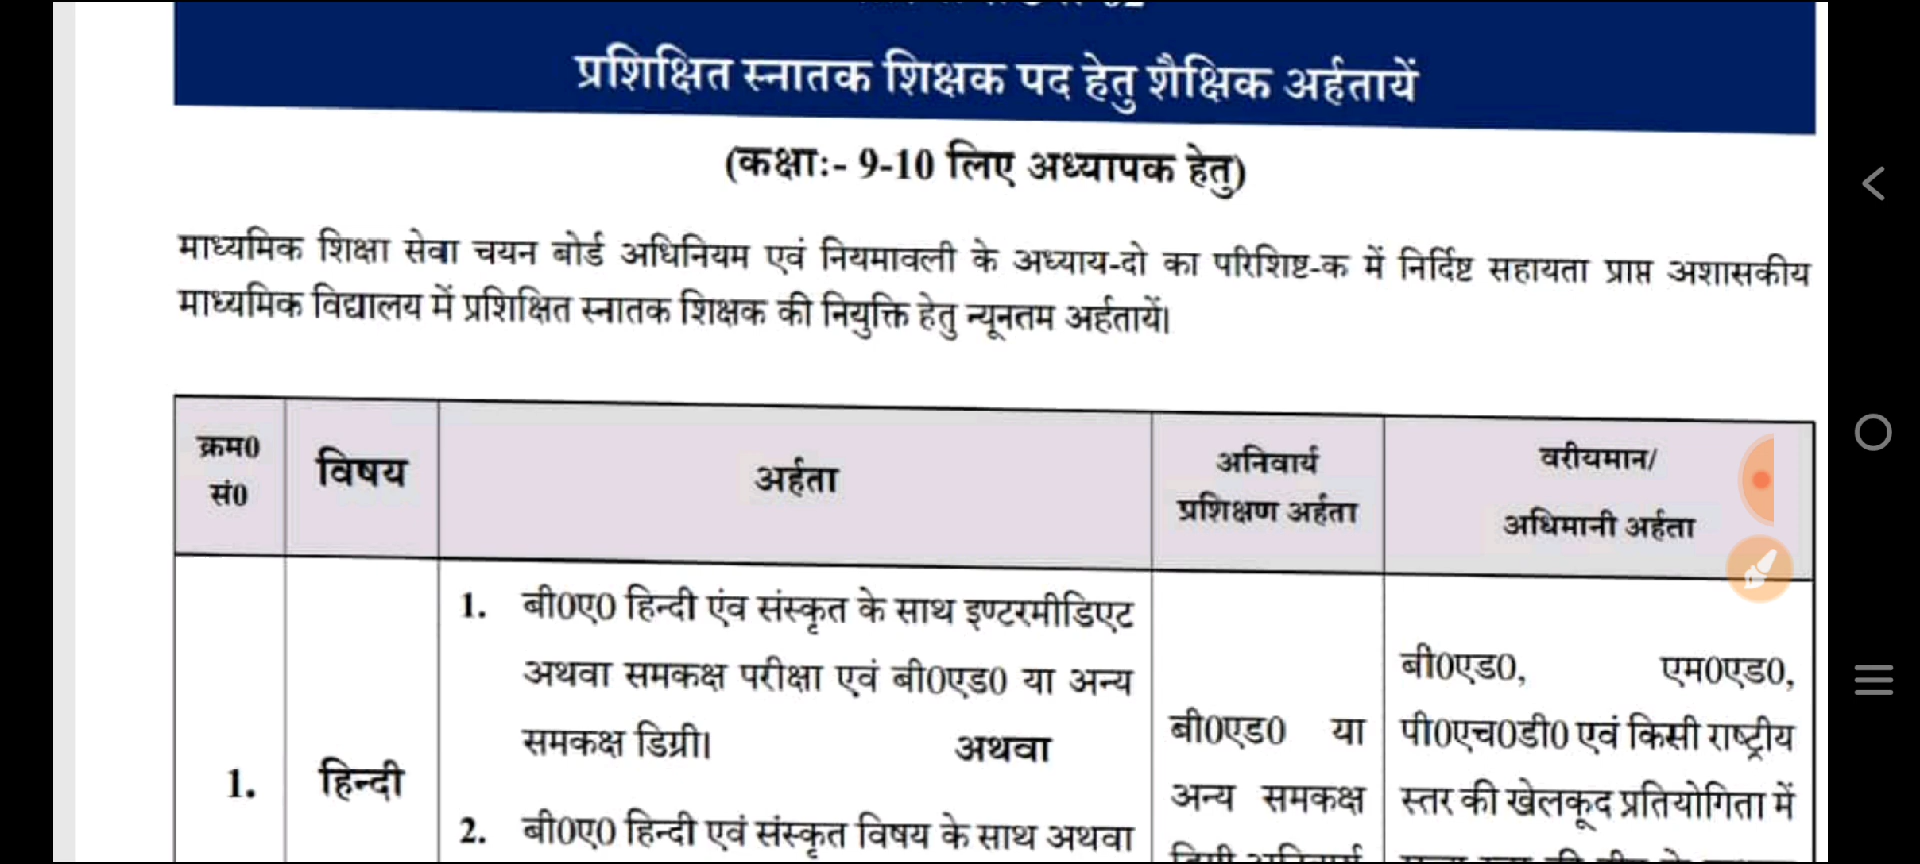 प्रशिक्षित स्नातक शिक्षक पद हेतु शैक्षिक अर्हतायें
(कक्षाः- 9-10 लिए अध्यापक हेतु)
माध्यमिक शिक्षा सेवा चयन बोर्ड अधिनियम एवं नियमावली के अध्याय-दो का परिशिष्ट-क में निर्दिष्ट सहायता प्राप्त अशासकीय
माध्यमिक विद्यालय में प्रशिक्षित स्नातक शिक्षक की नियुक्ति हेतु न्यूनतम अर्हतायें।
क्रम0
सं0
विषय
अर्हता
अनिवार्य
प्रशिक्षण अर्हता
वरीयमान/
अधिमानी अर्हता
1.
हिन्दी
1. बी0ए0 हिन्दी एंव संस्कृत के साथ इण्टरमीडिएट
अथवा समकक्ष परीक्षा एवं बी0एड0 या अन्य
समकक्ष डिग्री। अथवा
2. बी0ए0 हिन्दी एवं संस्कृत विषय के साथ अथवा
बी0एड0 या
अन्य समकक्ष
बी0एड0, एम0एड0,
पी0एच0डी0 एवं किसी राष्ट्रीय
स्तर की खेलकूद प्रतियोगिता में